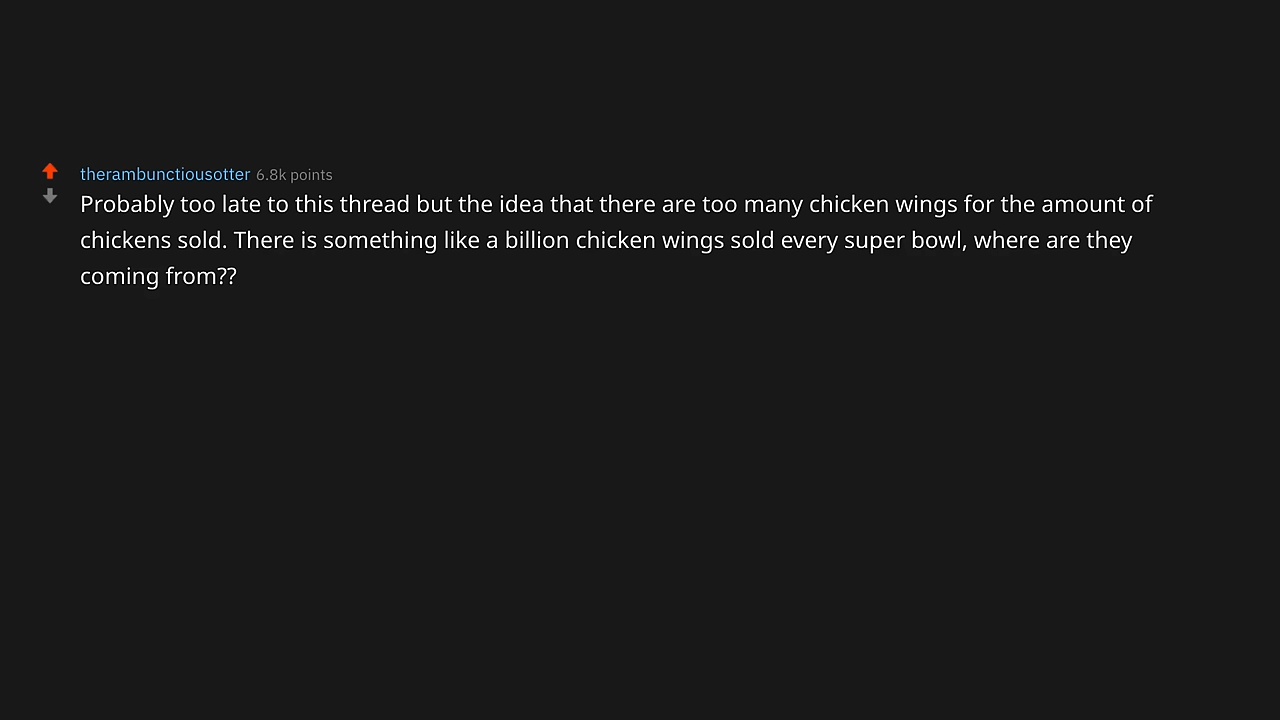 therambunctiousotter 6.8k points
Probably too late to this thread but the idea that there are too many chicken wings for the amount of
chickens sold. There is something like a billion chicken wings sold every super bowl, where are they
coming from??